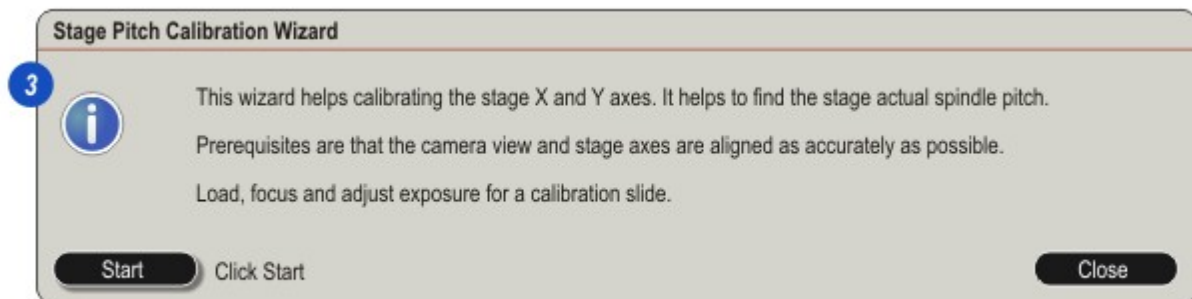 Stage Pitch Calibration Wizard
3
This wizard helps calibrating the stage X and Y axes. It helps to find the stage actual spindle pitch.
Prerequisites are that the camera view and stage axes are aligned as accurately as possible.
Load, focus and adjust exposure for a calibration slide.
Start Click Start Close